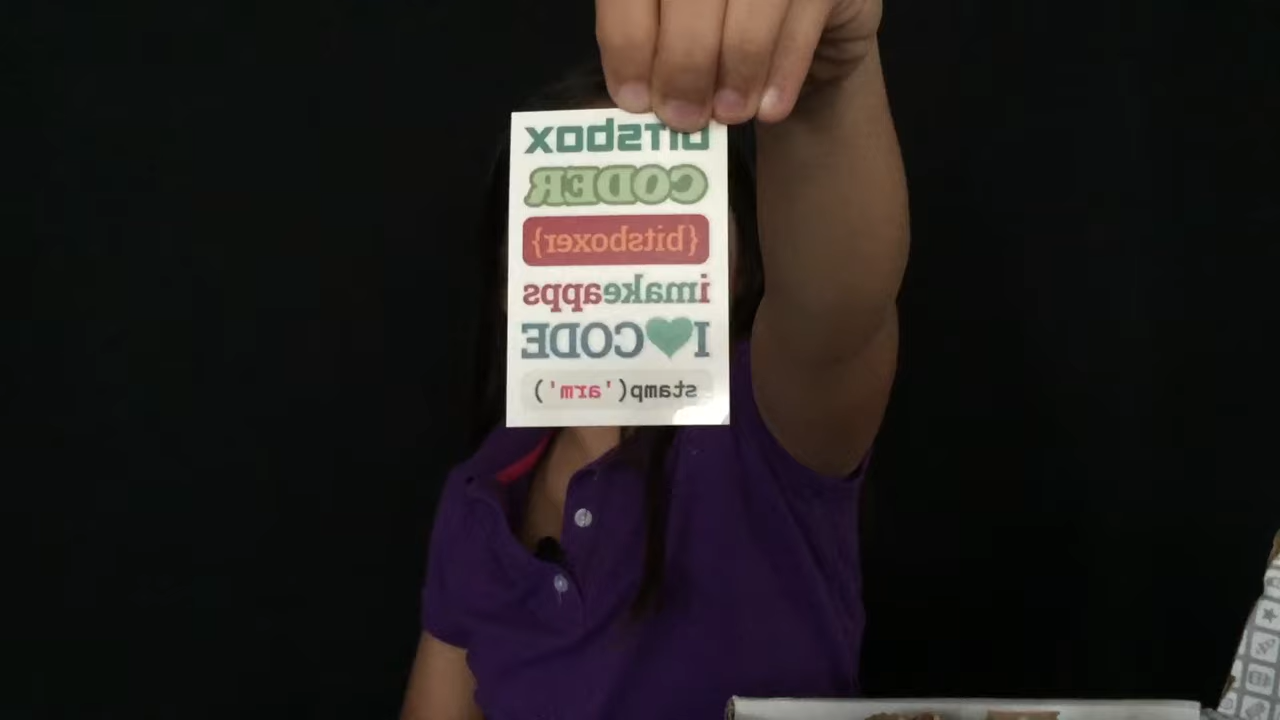 bitsbox
CODER
{bitsboxer}
imakeapps
I♥CODE
stamp('arm')